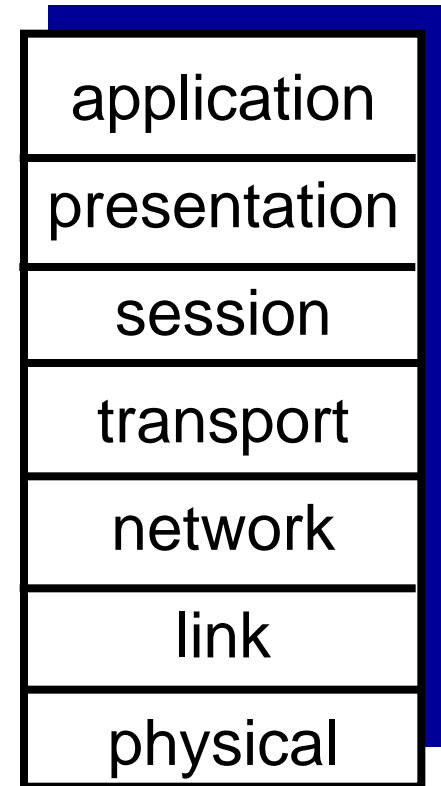 application
presentation
session
transport
network
link
physical